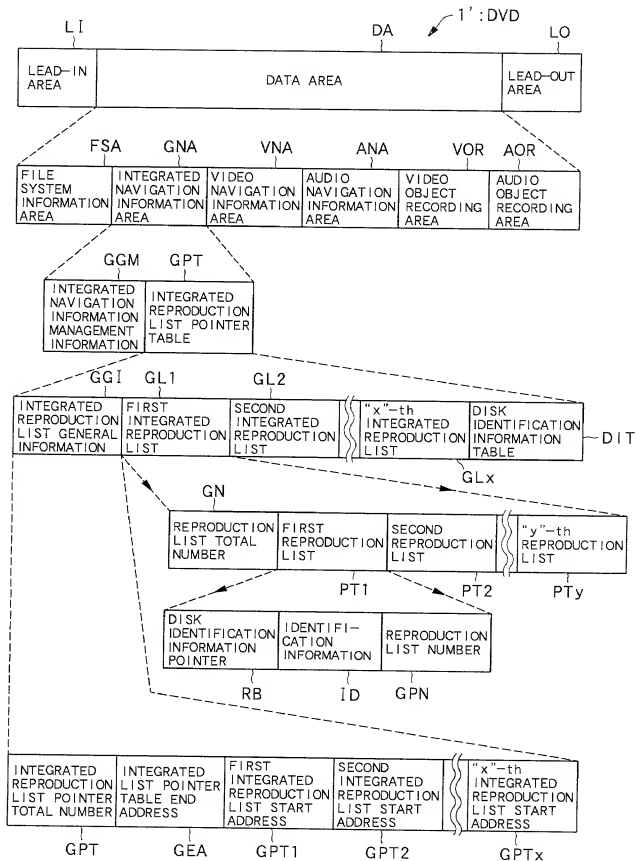 1':DVD
LI
DA
LO
LEAD-IN
AREA
DATA AREA
LEAD-OUT
AREA
FSA
GNA
VNA
ANA
VOR
AOR
FILE
SYSTEM
INFORMATION
AREA
INTEGRATED
NAVIGATION
INFORMATION
AREA
VIDEO
NAVIGATION
INFORMATION
AREA
AUDIO
NAVIGATION
INFORMATION
AREA
VIDEO
OBJECT
RECORDING
AREA
AUDIO
OBJECT
RECORDING
AREA
GGM
GPT
INTEGRATED
NAVIGATION
INFORMATION
MANAGEMENT
INFORMATION
INTEGRATED
REPRODUCTION
LIST POINTER
TABLE
GGI
GL1
GL2
INTEGRATED
REPRODUCTION
LIST GENERAL
INFORMATION
FIRST
INTEGRATED
REPRODUCTION
LIST
SECOND
INTEGRATED
REPRODUCTION
LIST
"x"-th
INTEGRATED
REPRODUCTION
LIST
DISK
IDENTIFICATION
INFORMATION
TABLE
DIT
GLx
GN
REPRODUCTION
LIST TOTAL
NUMBER
FIRST
REPRODUCTION
LIST
SECOND
REPRODUCTION
LIST
"y"-th
REPRODUCTION
LIST
PT1
PT2
PTy
DISK
IDENTIFICATION
INFORMATION
POINTER
IDENTIFI-
CATION
INFORMATION
REPRODUCTION
LIST NUMBER
RB
ID
GPN
INTEGRATED
REPRODUCTION
LIST POINTER
TOTAL NUMBER
INTEGRATED
LIST POINTER
TABLE END
ADDRESS
FIRST
INTEGRATED
REPRODUCTION
LIST START
ADDRESS
SECOND
INTEGRATED
REPRODUCTION
LIST START
ADDRESS
"x"-th
INTEGRATED
REPRODUCTION
LIST START
ADDRESS
GPT
GEA
GPT1
GPT2
GPTx